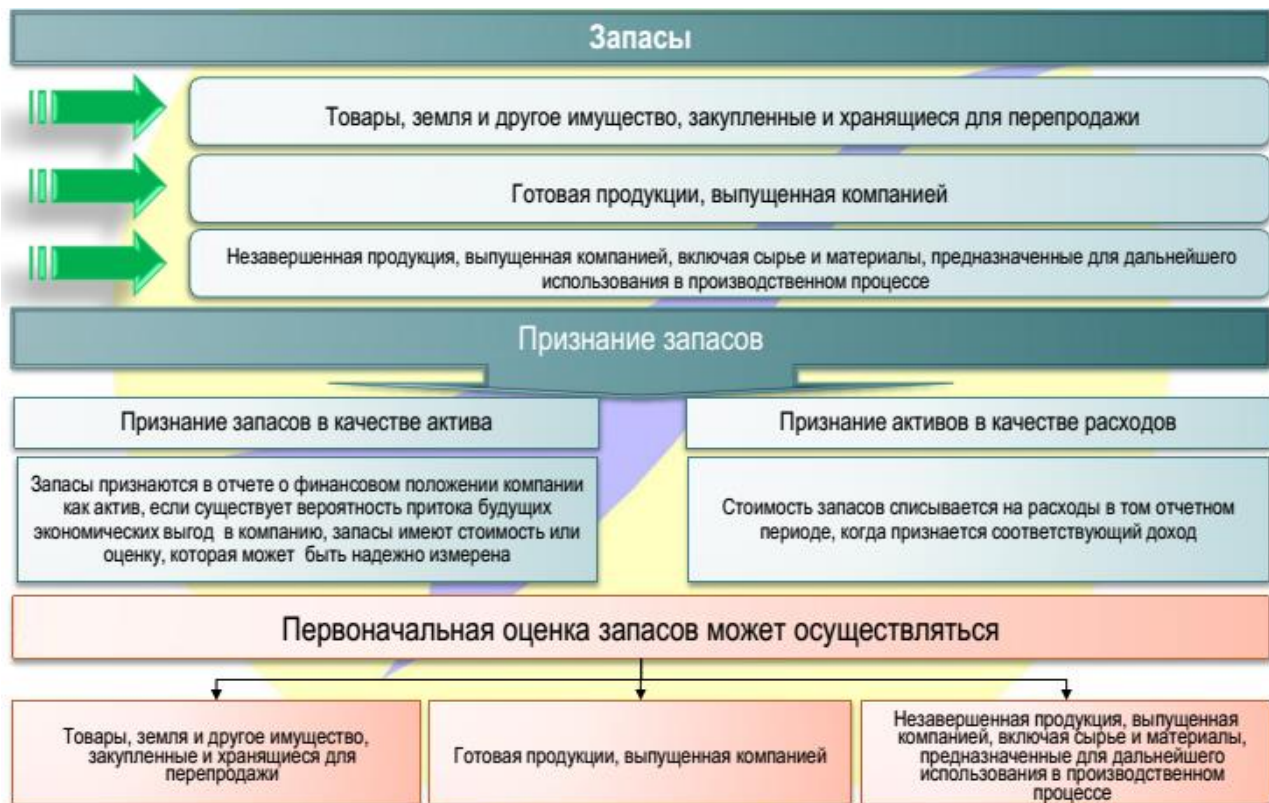 Запасы
Товары, земля и другое имущество, закупленные и хранящиеся для перепродажи
Готовая продукции, выпущенная компанией
Незавершенная продукция, выпущенная компанией, включая сырье и материалы, предназначенные для дальнейшего
использования в производственном процессе
Признание запасов
Признание запасов в качестве актива
Запасы признаются в отчете о финансовом положении компании
как актив, если существует вероятность притока будущих
экономических выгод в компанию, запасы имеют стоимость или
оценку, которая может быть надежно измерена
Признание активов в качестве расходов
Стоимость запасов списывается на расходы в том отчетном
периоде, когда признается соответствующий доход
Первоначальная оценка запасов может осуществляться
Товары, земля и другое имущество,
закупленные и хранящиеся для
перепродажи
Готовая продукции, выпущенная компанией
Незавершенная продукция, выпущенная
компанией, включая сырье и материалы,
предназначенные для дальнейшего
использования в производственном
процессе